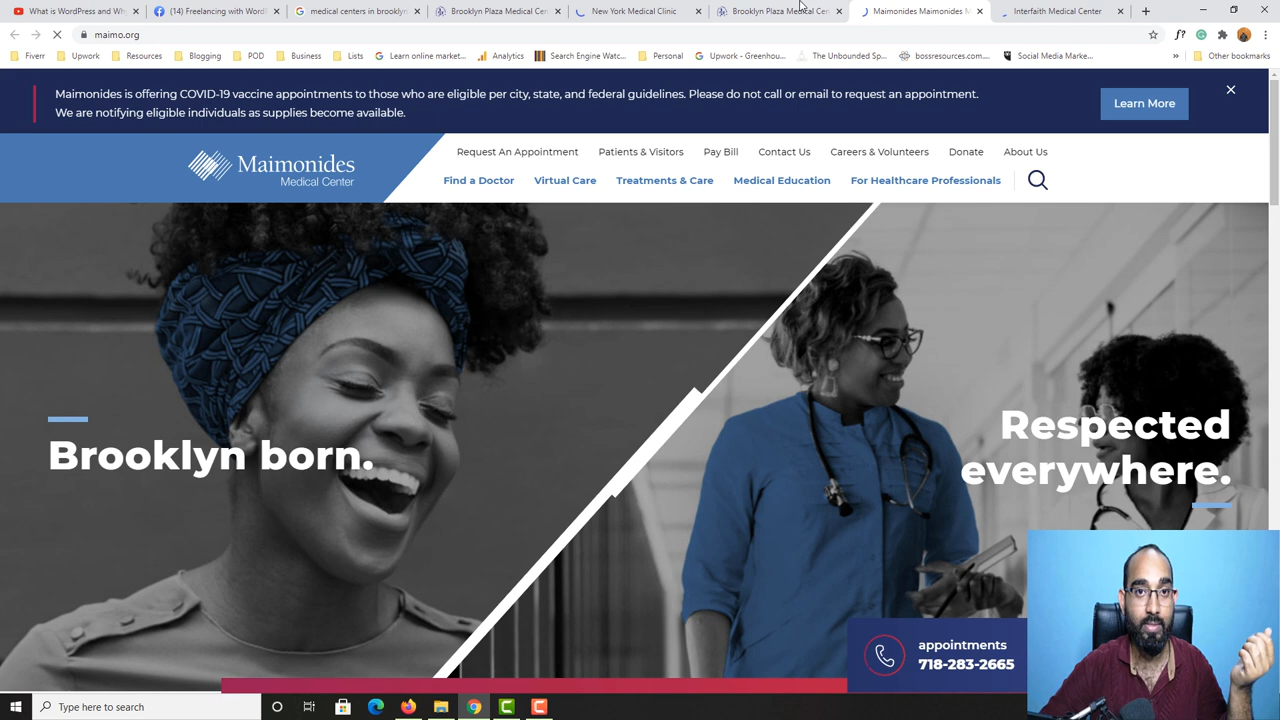 What is WordPress and Wh
(14) Freelancing with Word
medical centers in brooklyn
Brooklyn Plaza Medical Cen
New York Medical Clinic
Brooklyn Plaza Medical Cen
Maimonides Maimonides M
Interfaith Medical Center
maimo.org
Fiverr
Upwork
Resources
Blogging
POD
Business
Lists
Learn online market...
Analytics
Search Engine Watc...
Personal
Upwork – Greenhou...
The Unbounded Sp...
bossresources.com...
Social Media Marke...
Other bookmarks
Maimonides is offering COVID-19 vaccine appointments to those who are eligible per city, state, and federal guidelines. Please do not call or email to request an appointment.
We are notifying eligible individuals as supplies become available.
Learn More
Maimonides
Medical Center
Request An Appointment
Patients & Visitors
Pay Bill
Contact Us
Careers & Volunteers
Donate
About Us
Find a Doctor
Virtual Care
Treatments & Care
Medical Education
For Healthcare Professionals
Brooklyn born.
Respected
everywhere.
appointments
718-283-2665
Type here to search